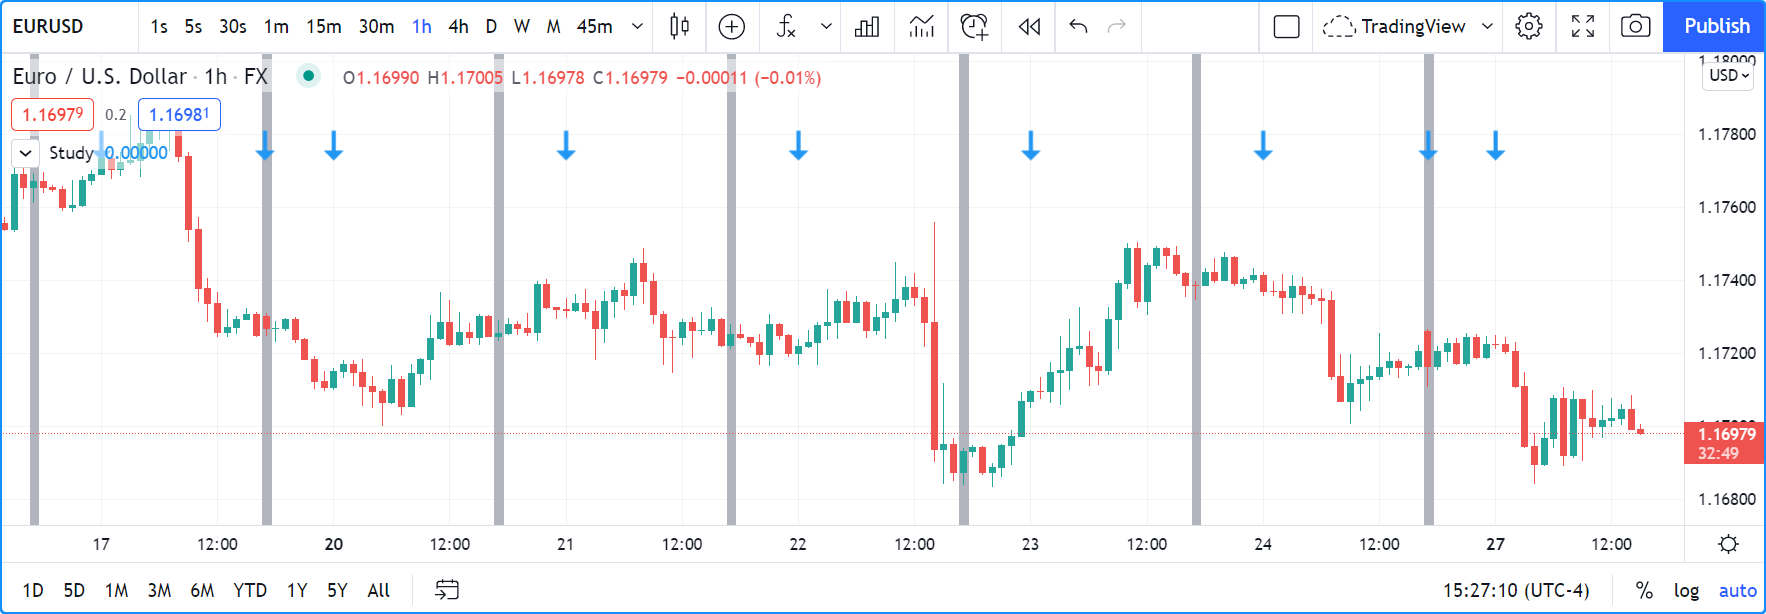 EURUSD 1s 5s 30s 1m 15m 30m 1h 4h D W M 45m fx TradingView Publish
Euro / U.S. Dollar · 1h · FX O1.16990 H1.17005 L1.16978 C1.16979 −0.00011 (−0.01%)
1.16979 0.2 1.16981
Study 0.00000
1.18000
USD
1.17800
1.17600
1.17400
1.17200
1.16979
32:49
1.16800
17 12:00 20 12:00 21 12:00 22 12:00 23 12:00 24 12:00 27 12:00
1D 5D 1M 3M 6M YTD 1Y 5Y All 15:27:10 (UTC-4) % log auto